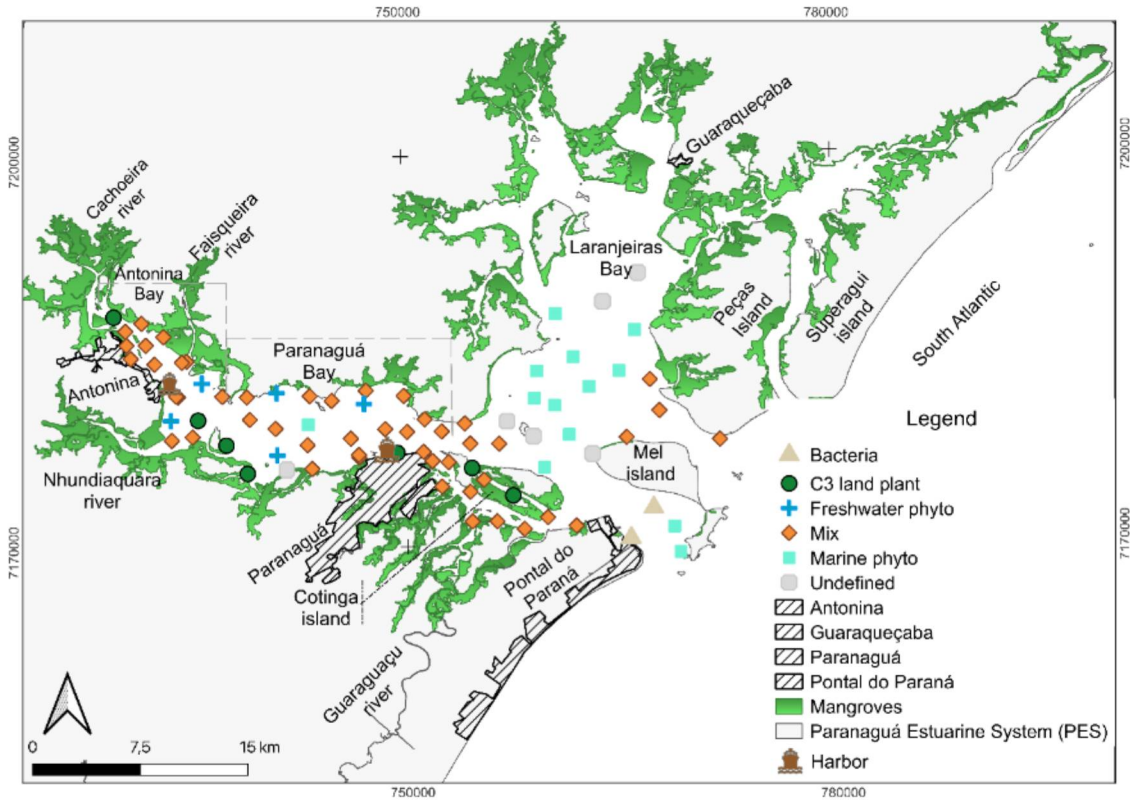 750000
780000
7200000
7200000
Guaraqueçaba
Cachoeira
river
Faisqueira
river
Antonina
Bay
Laranjeiras
Bay
Peças
Island
Superagui
island
South Atlantic
Paranaguá
Bay
Antonina
Nhundiaquara
river
Mel
island
Paranaguá
Cotinga
island
Pontal do
Paraná
Guaraguaçu
river
7170000
7170000
Legend
Bacteria
C3 land plant
Freshwater phyto
Mix
Marine phyto
Undefined
Antonina
Guaraqueçaba
Paranaguá
Pontal do Paraná
Mangroves
Paranaguá Estuarine System (PES)
Harbor
0 7,5 15 km
750000
780000